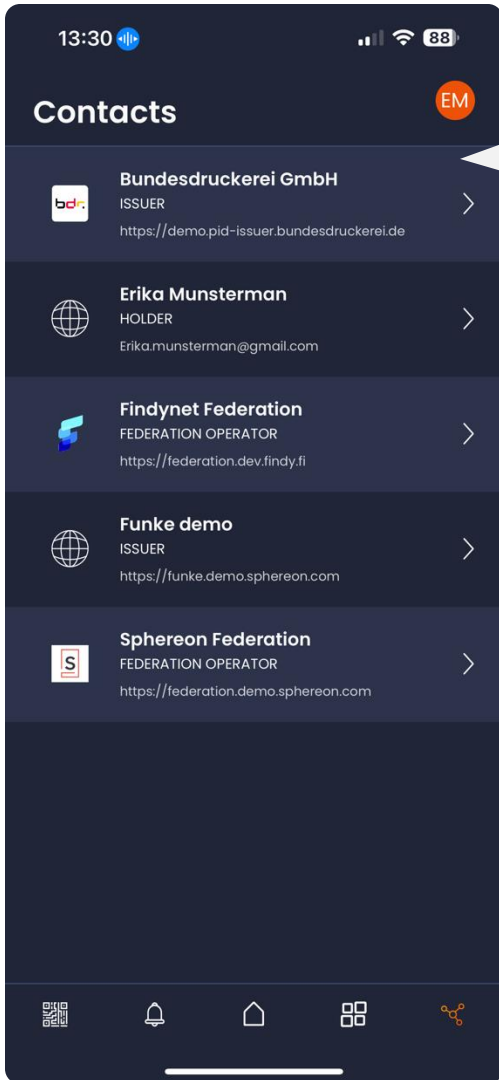 13:30
88
Contacts
EM
bdr.
Bundesdruckerei GmbH
ISSUER
https://demo.pid-issuer.bundesdruckerei.de
Erika Munsterman
HOLDER
Erika.munsterman@gmail.com
Findynet Federation
FEDERATION OPERATOR
https://federation.dev.findy.fi
Funke demo
ISSUER
https://funke.demo.sphereon.com
S
Sphereon Federation
FEDERATION OPERATOR
https://federation.demo.sphereon.com